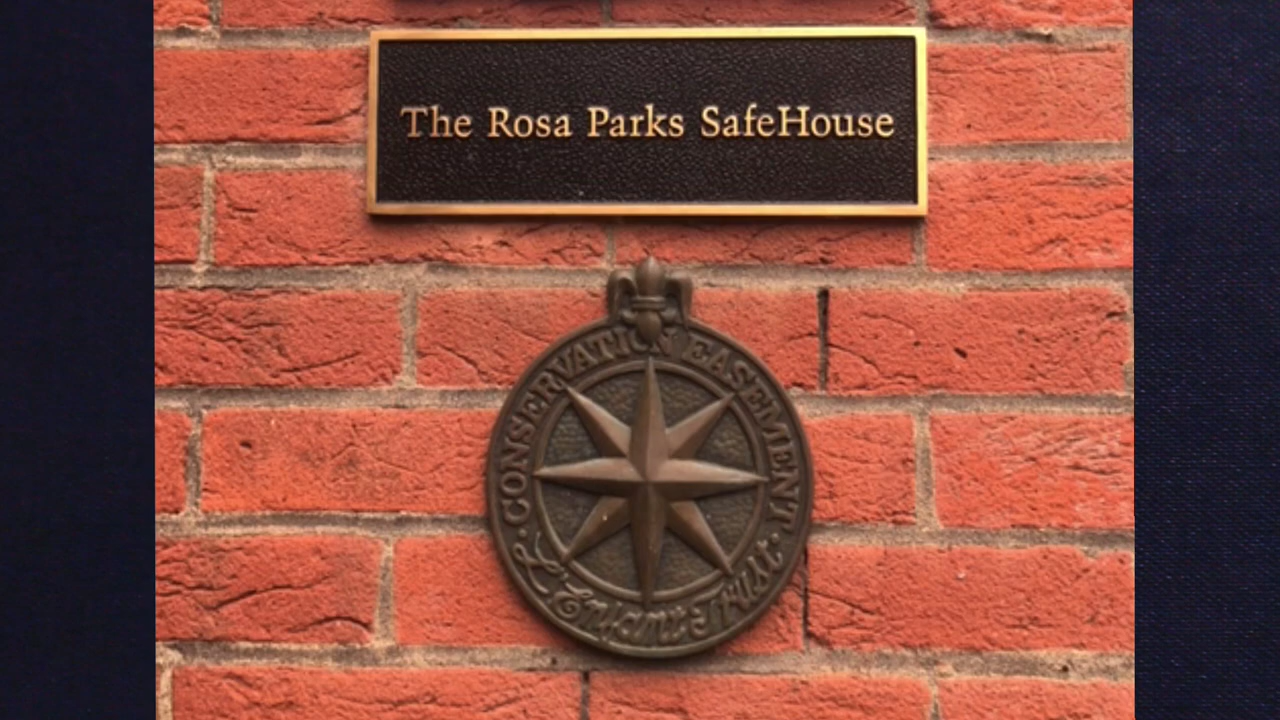 The Rosa Parks SafeHouse
·CONSERVATION EASEMENT·
L'Enfant Trust